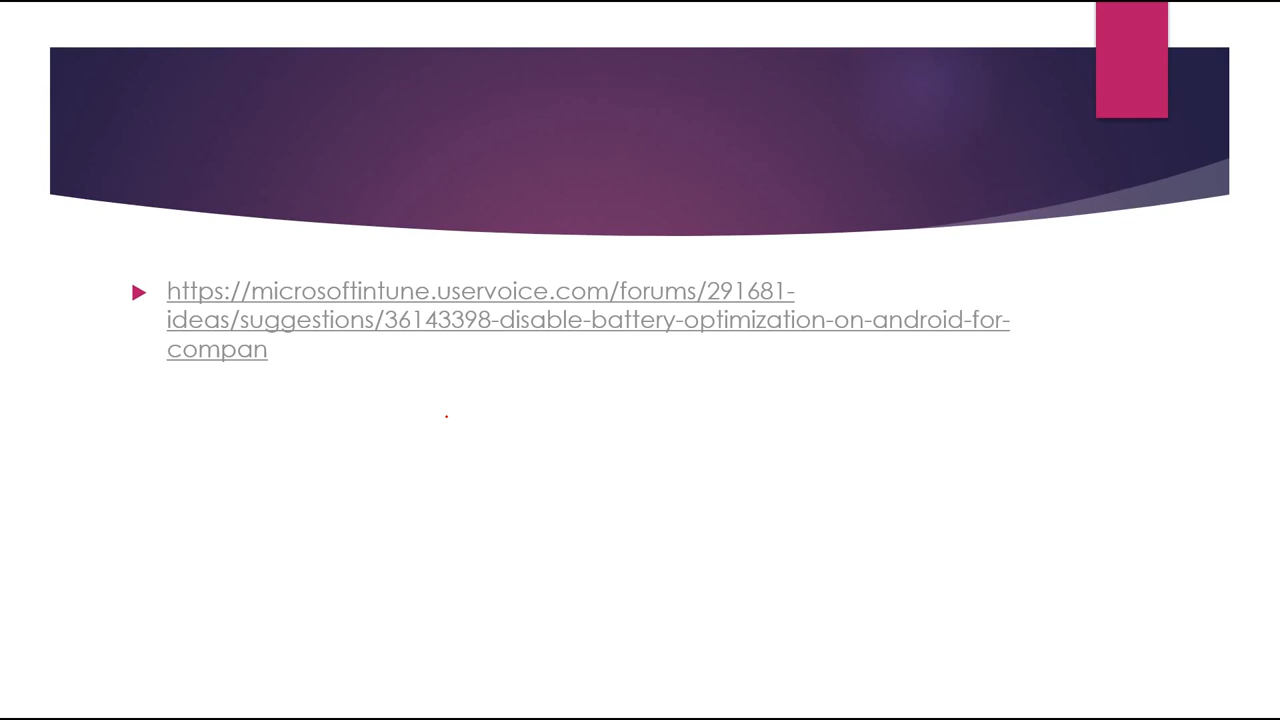 https://microsoftintune.uservoice.com/forums/291681-
ideas/suggestions/36143398-disable-battery-optimization-on-android-for-
compan